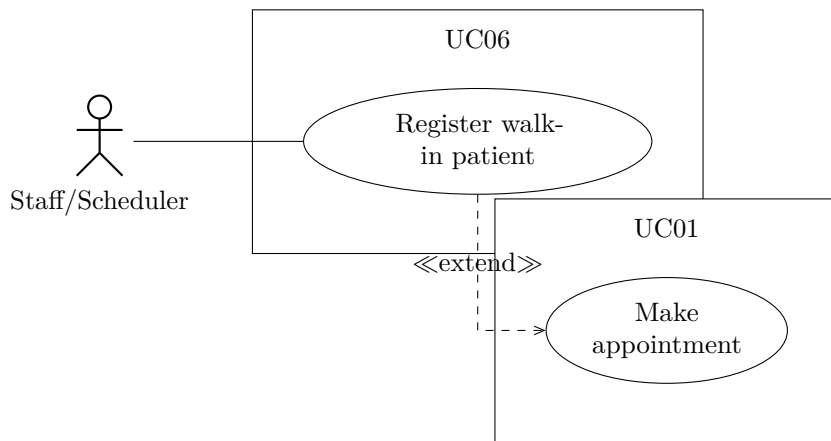 UC06
Register walk-
in patient
Staff/Scheduler
UC01
≪extend≫
Make
appointment